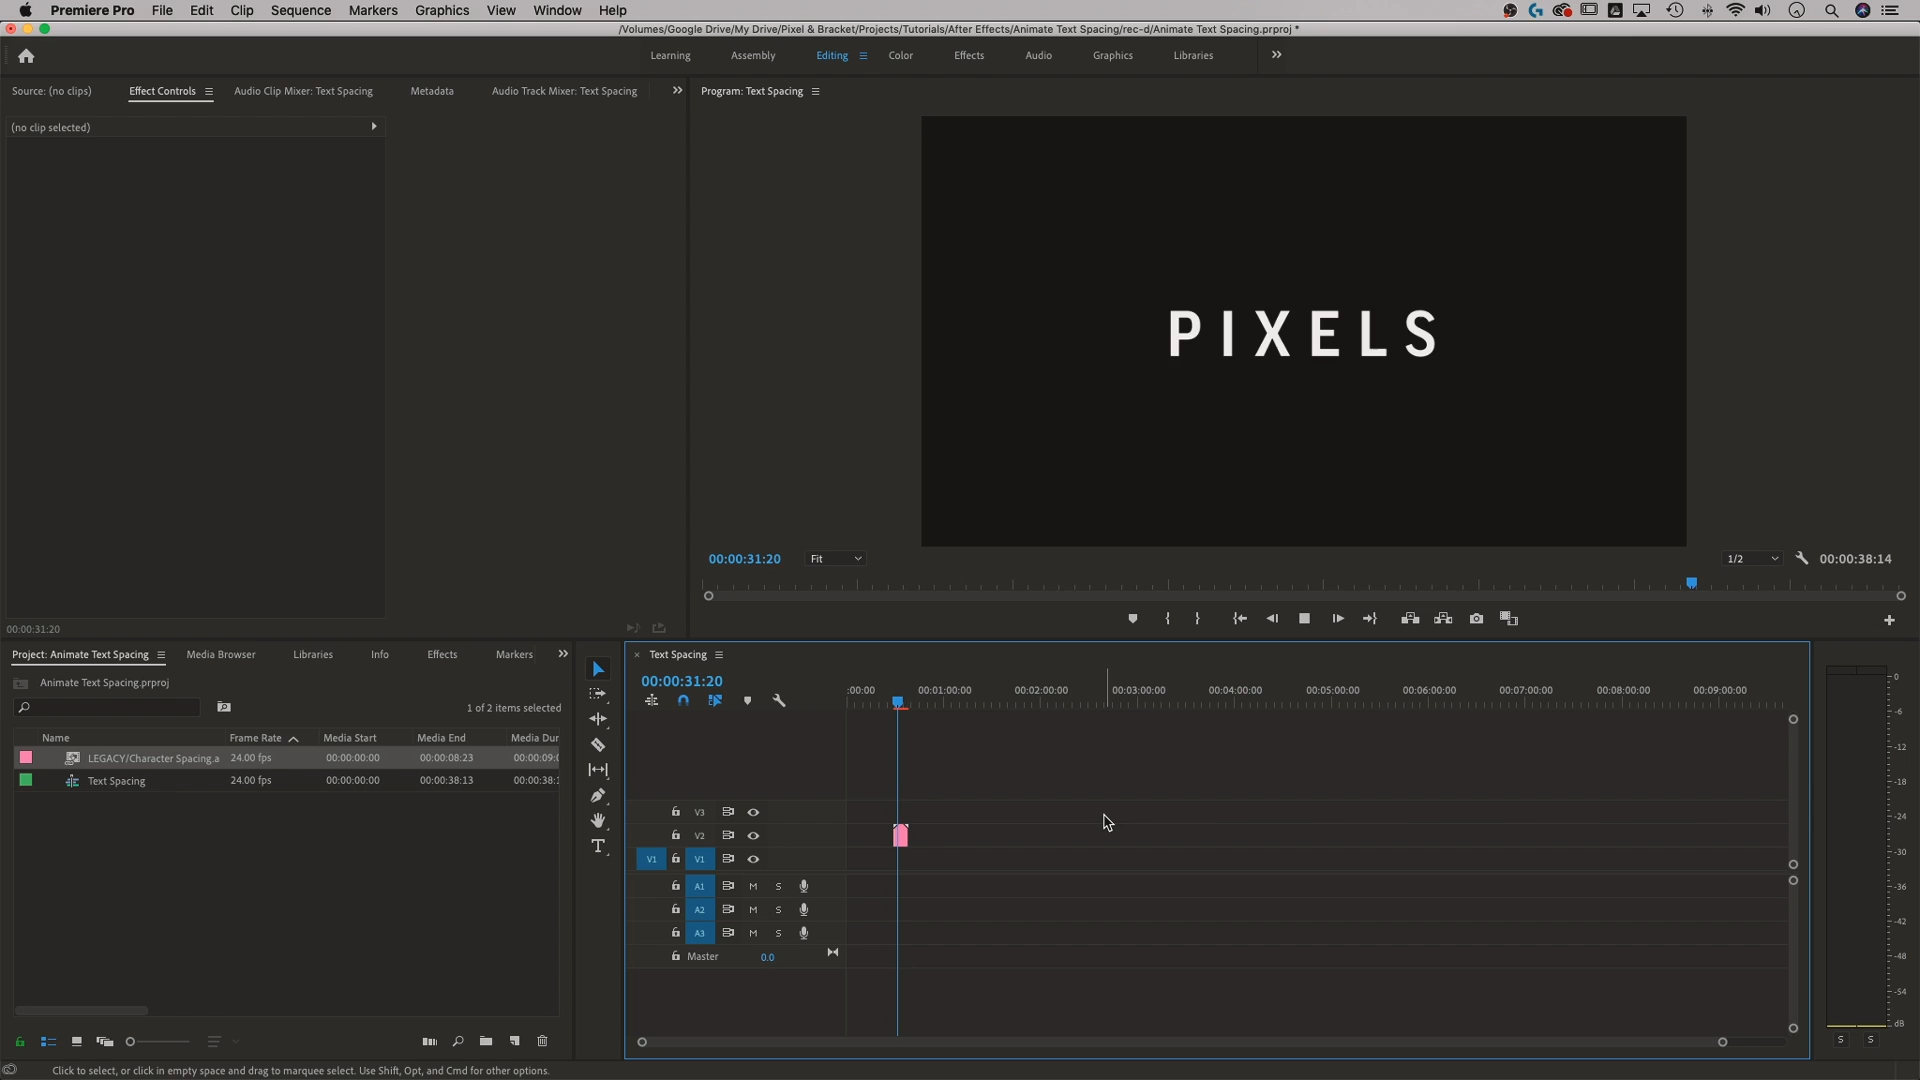 Premiere Pro File Edit Clip Sequence Markers Graphics View Window Help
/Volumes/Google Drive/My Drive/Pixel & Bracket/Projects/Tutorials/After Effects/Animate Text Spacing/rec-d/Animate Text Spacing.prproj *
Learning Assembly Editing Color Effects Audio Graphics Libraries
Source: (no clips) Effect Controls Audio Clip Mixer: Text Spacing Metadata Audio Track Mixer: Text Spacing
Program: Text Spacing
(no clip selected)
PIXELS
00:00:31:20 Fit 1/2 00:00:38:14
00:00:31:20
Project: Animate Text Spacing Media Browser Libraries Info Effects Markers
Animate Text Spacing.prproj
1 of 2 items selected
Name Frame Rate Media Start Media End Media Dur
LEGACY/Character Spacing.a 24.00 fps 00:00:00:00 00:00:08:23 00:00:09:0
Text Spacing 24.00 fps 00:00:00:00 00:00:38:13 00:00:38:1
Text Spacing
00:00:31:20
:00:00 00:01:00:00 00:02:00:00 00:03:00:00 00:04:00:00 00:05:00:00 00:06:00:00 00:07:00:00 00:08:00:00 00:09:00:00
V3
V2
V1 V1
A1 M S
A2 M S
A3 M S
Master 0.0
0
-6
-12
-18
-24
-30
-36
-42
-48
-54
dB
S S
Click to select, or click in empty space and drag to marquee select. Use Shift, Opt, and Cmd for other options.